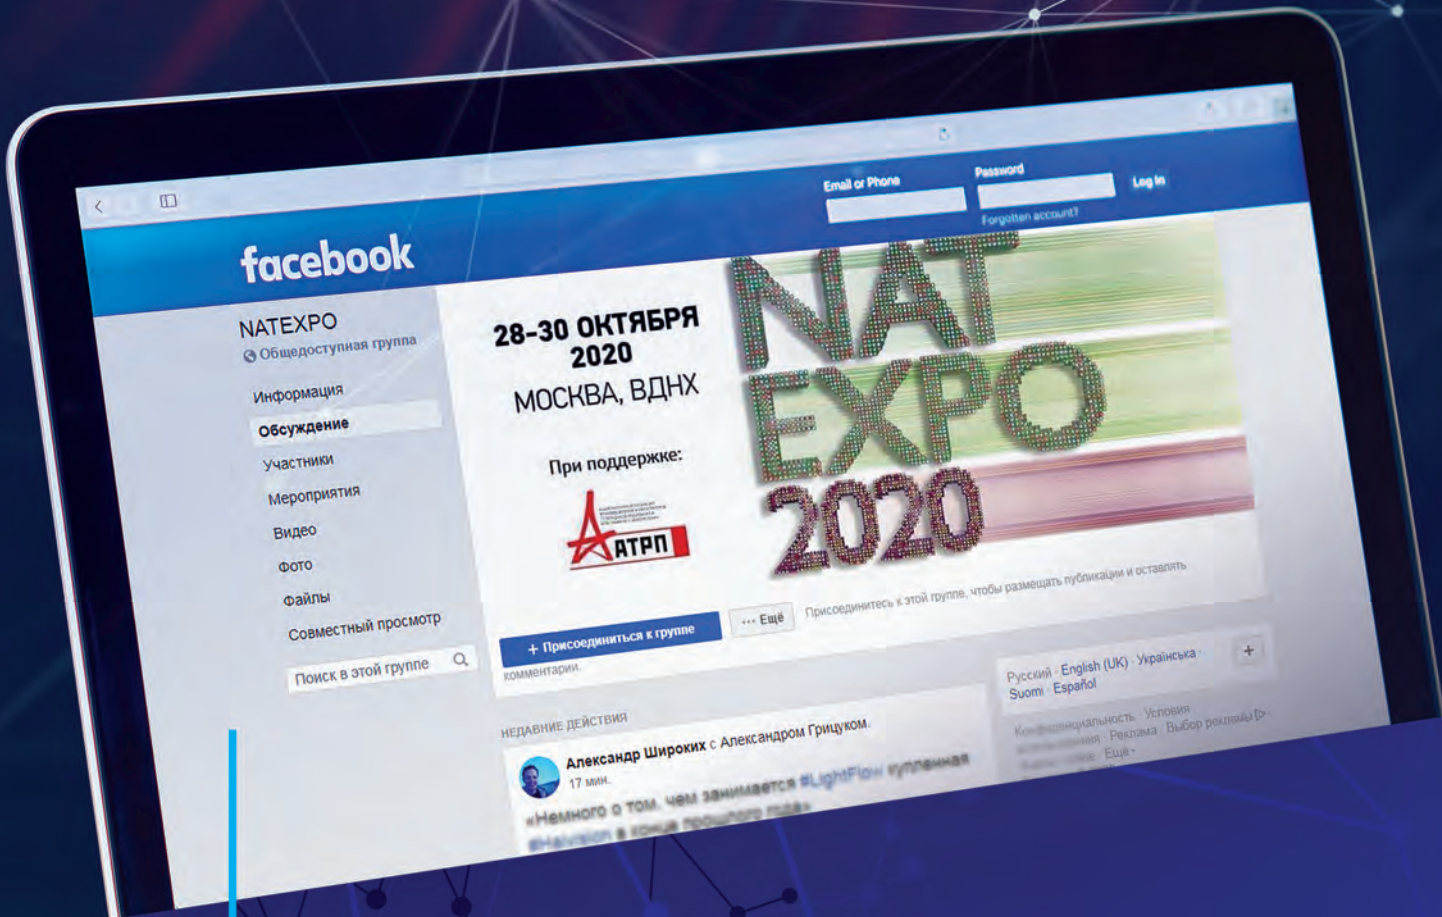 Email or Phone
Password
Log In
Forgotten account?
facebook
NATEXPO
Общедоступная группа
Информация
Обсуждение
Участники
Мероприятия
Видео
Фото
Файлы
Совместный просмотр
Поиск в этой группе
28-30 ОКТЯБРЯ
2020
МОСКВА, ВДНХ
При поддержке:
АТРП
NAT
EXPO
2020
+ Присоединиться к группе
··· Ещё
Присоединитесь к этой группе, чтобы размещать публикации и оставлять
комментарии.
НЕДАВНИЕ ДЕЙСТВИЯ
Александр Широких с Александром Грицуком.
17 мин.
«Немного о том, чем занимается #LightFlow купленная
#Haivision в конце прошлого года»
Русский · English (UK) · Українська ·
Suomi · Español
+
Конфиденциальность · Условия
· Реклама · Выбор рекламы
Ещё